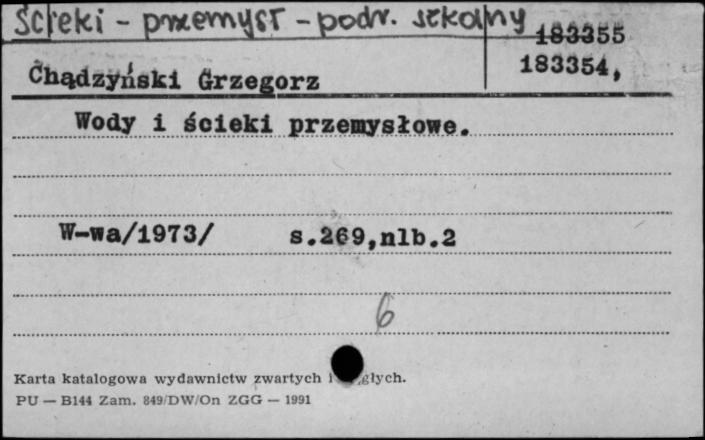 Ścieki - przemysł - podr. szkolny
183355
Chądzyński Grzegorz
183354,
Wody i ścieki przemysłowe.
W-wa/1973/ s.269,nlb.2
6
Karta katalogowa wydawnictw zwartych i głych.
PU — B144 Zam. 849/DW/On ZGG — 1991